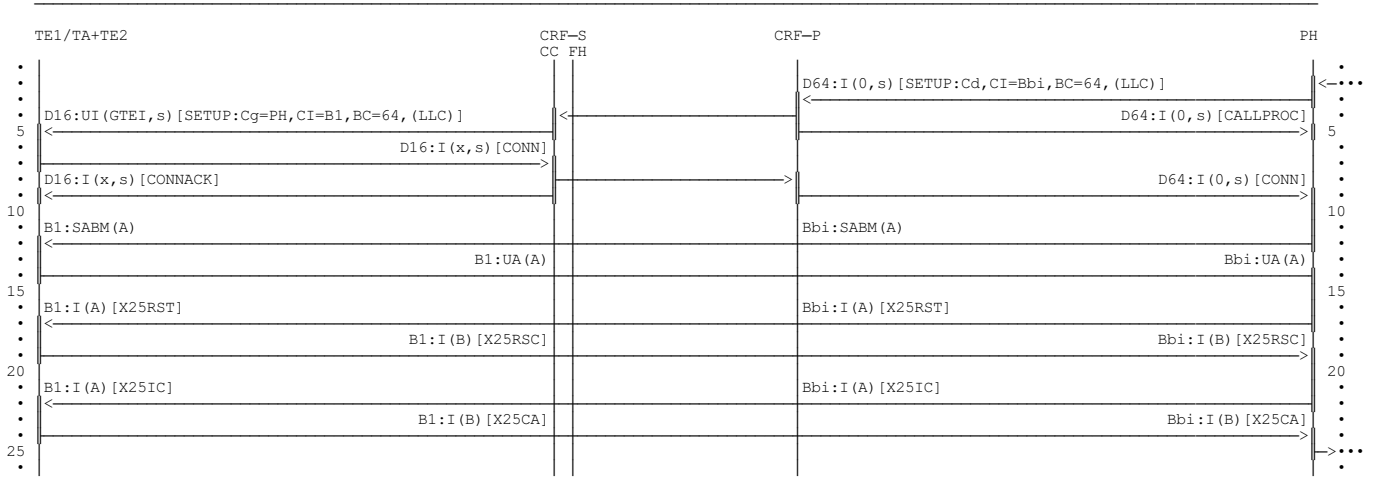 TE1/TA+TE2 CRF—S CRF—P PH
CC FH
D64:I(0,s)[SETUP:Cd,CI=Bbi,BC=64,(LLC)]
D16:UI(GTEI,s)[SETUP:Cg=PH,CI=B1,BC=64,(LLC)] D64:I(0,s)[CALLPROC]
5 5
D16:I(x,s)[CONN]
D16:I(x,s)[CONNACK] D64:I(0,s)[CONN]
10 10
B1:SABM(A) Bbi:SABM(A)
B1:UA(A) Bbi:UA(A)
15 15
B1:I(A)[X25RST] Bbi:I(A)[X25RST]
B1:I(B)[X25RSC] Bbi:I(B)[X25RSC]
20 20
B1:I(A)[X25IC] Bbi:I(A)[X25IC]
B1:I(B)[X25CA] Bbi:I(B)[X25CA]
25